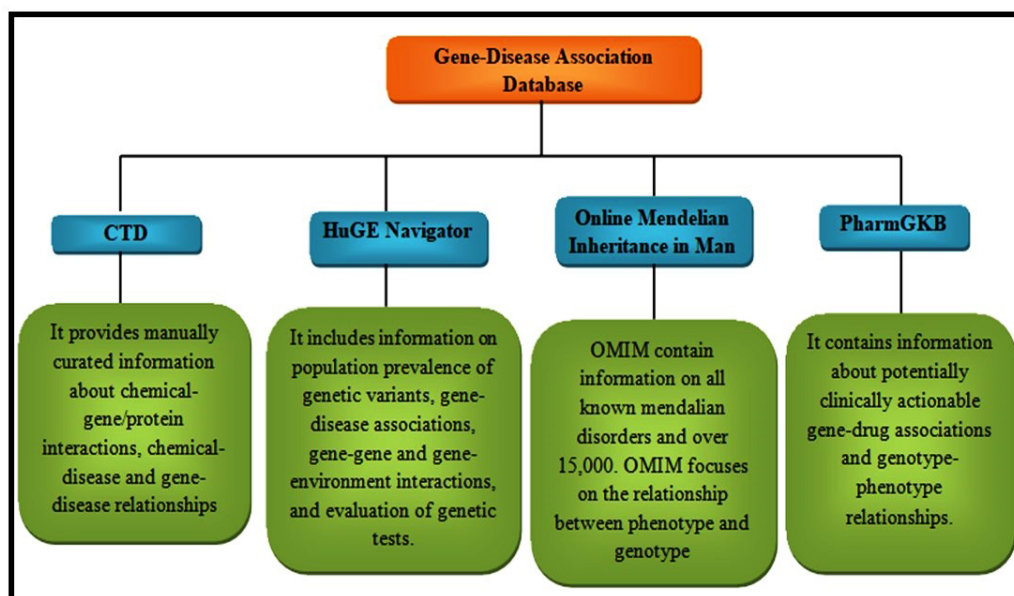 Gene-Disease Association
Database
CTD
HuGE Navigator
Online Mendelian
Inheritance in Man
PharmGKB
It provides manually
curated information
about chemical-
gene/protein
interactions, chemical-
disease and gene-
disease relationships
It includes information on
population prevalence of
genetic variants, gene-
disease associations,
gene-gene and gene-
environment interactions,
and evaluation of genetic
tests.
OMIM contain
information on all
known mendalian
disorders and over
15,000. OMIM focuses
on the relationship
between phenotype and
genotype
It contains information
about potentially
clinically actionable
gene-drug associations
and genotype-
phenotype
relationships.